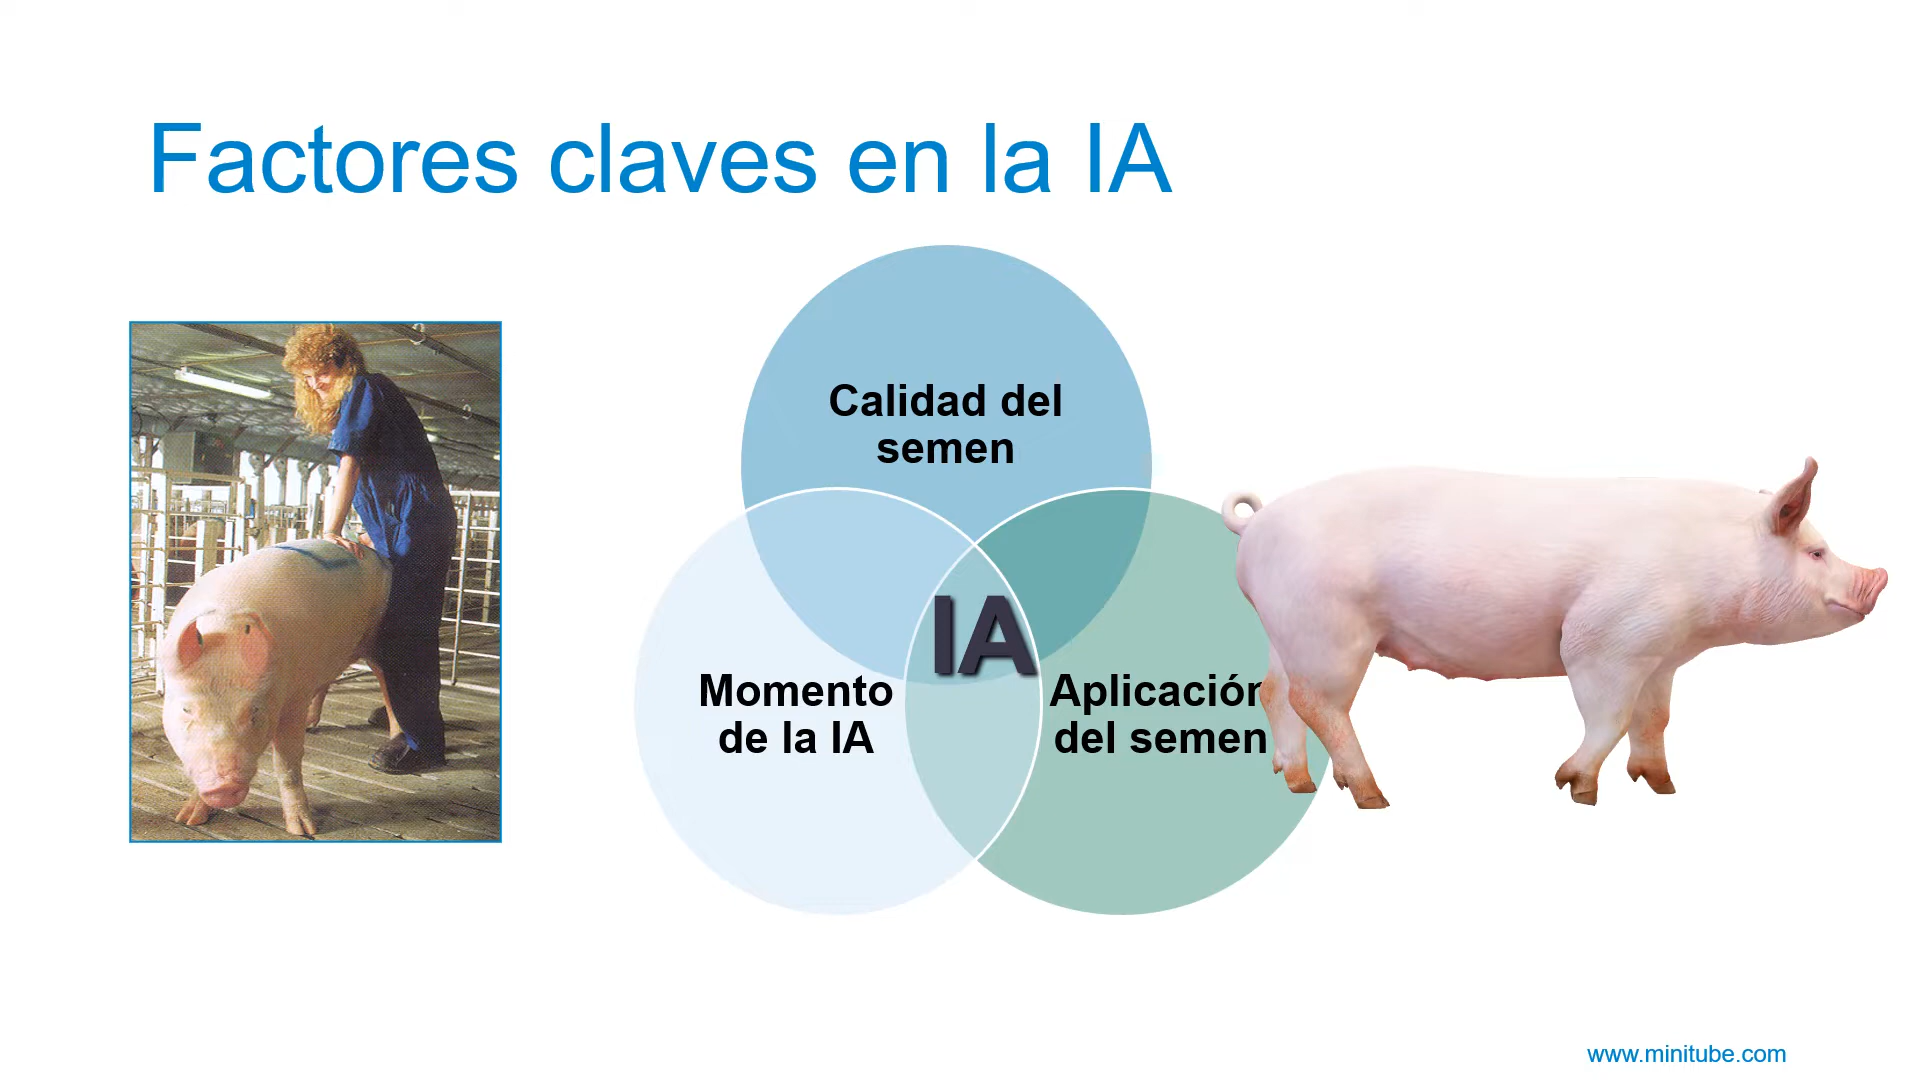 Factores claves en la IA
Calidad del
semen
IA
Momento
de la IA
Aplicación
del semen
www.minitube.com